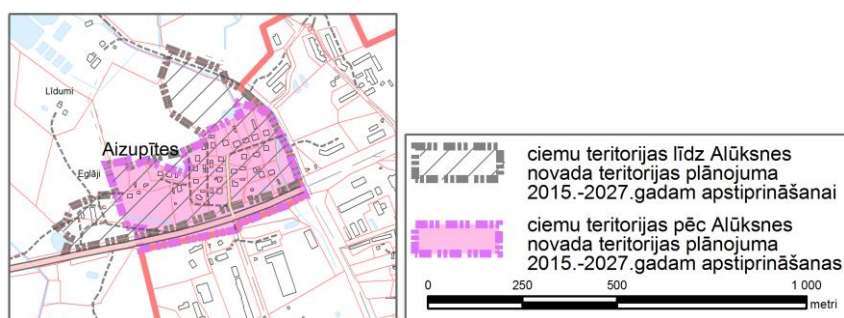 Līdumi
Aizupītes
Eglāji
ciemu teritorijas līdz Alūksnes
novada teritorijas plānojuma
2015.-2027.gadam apstiprināšanai
ciemu teritorijas pēc Alūksnes
novada teritorijas plānojuma
2015.-2027.gadam apstiprināšanas
0 250 500 1 000
metri